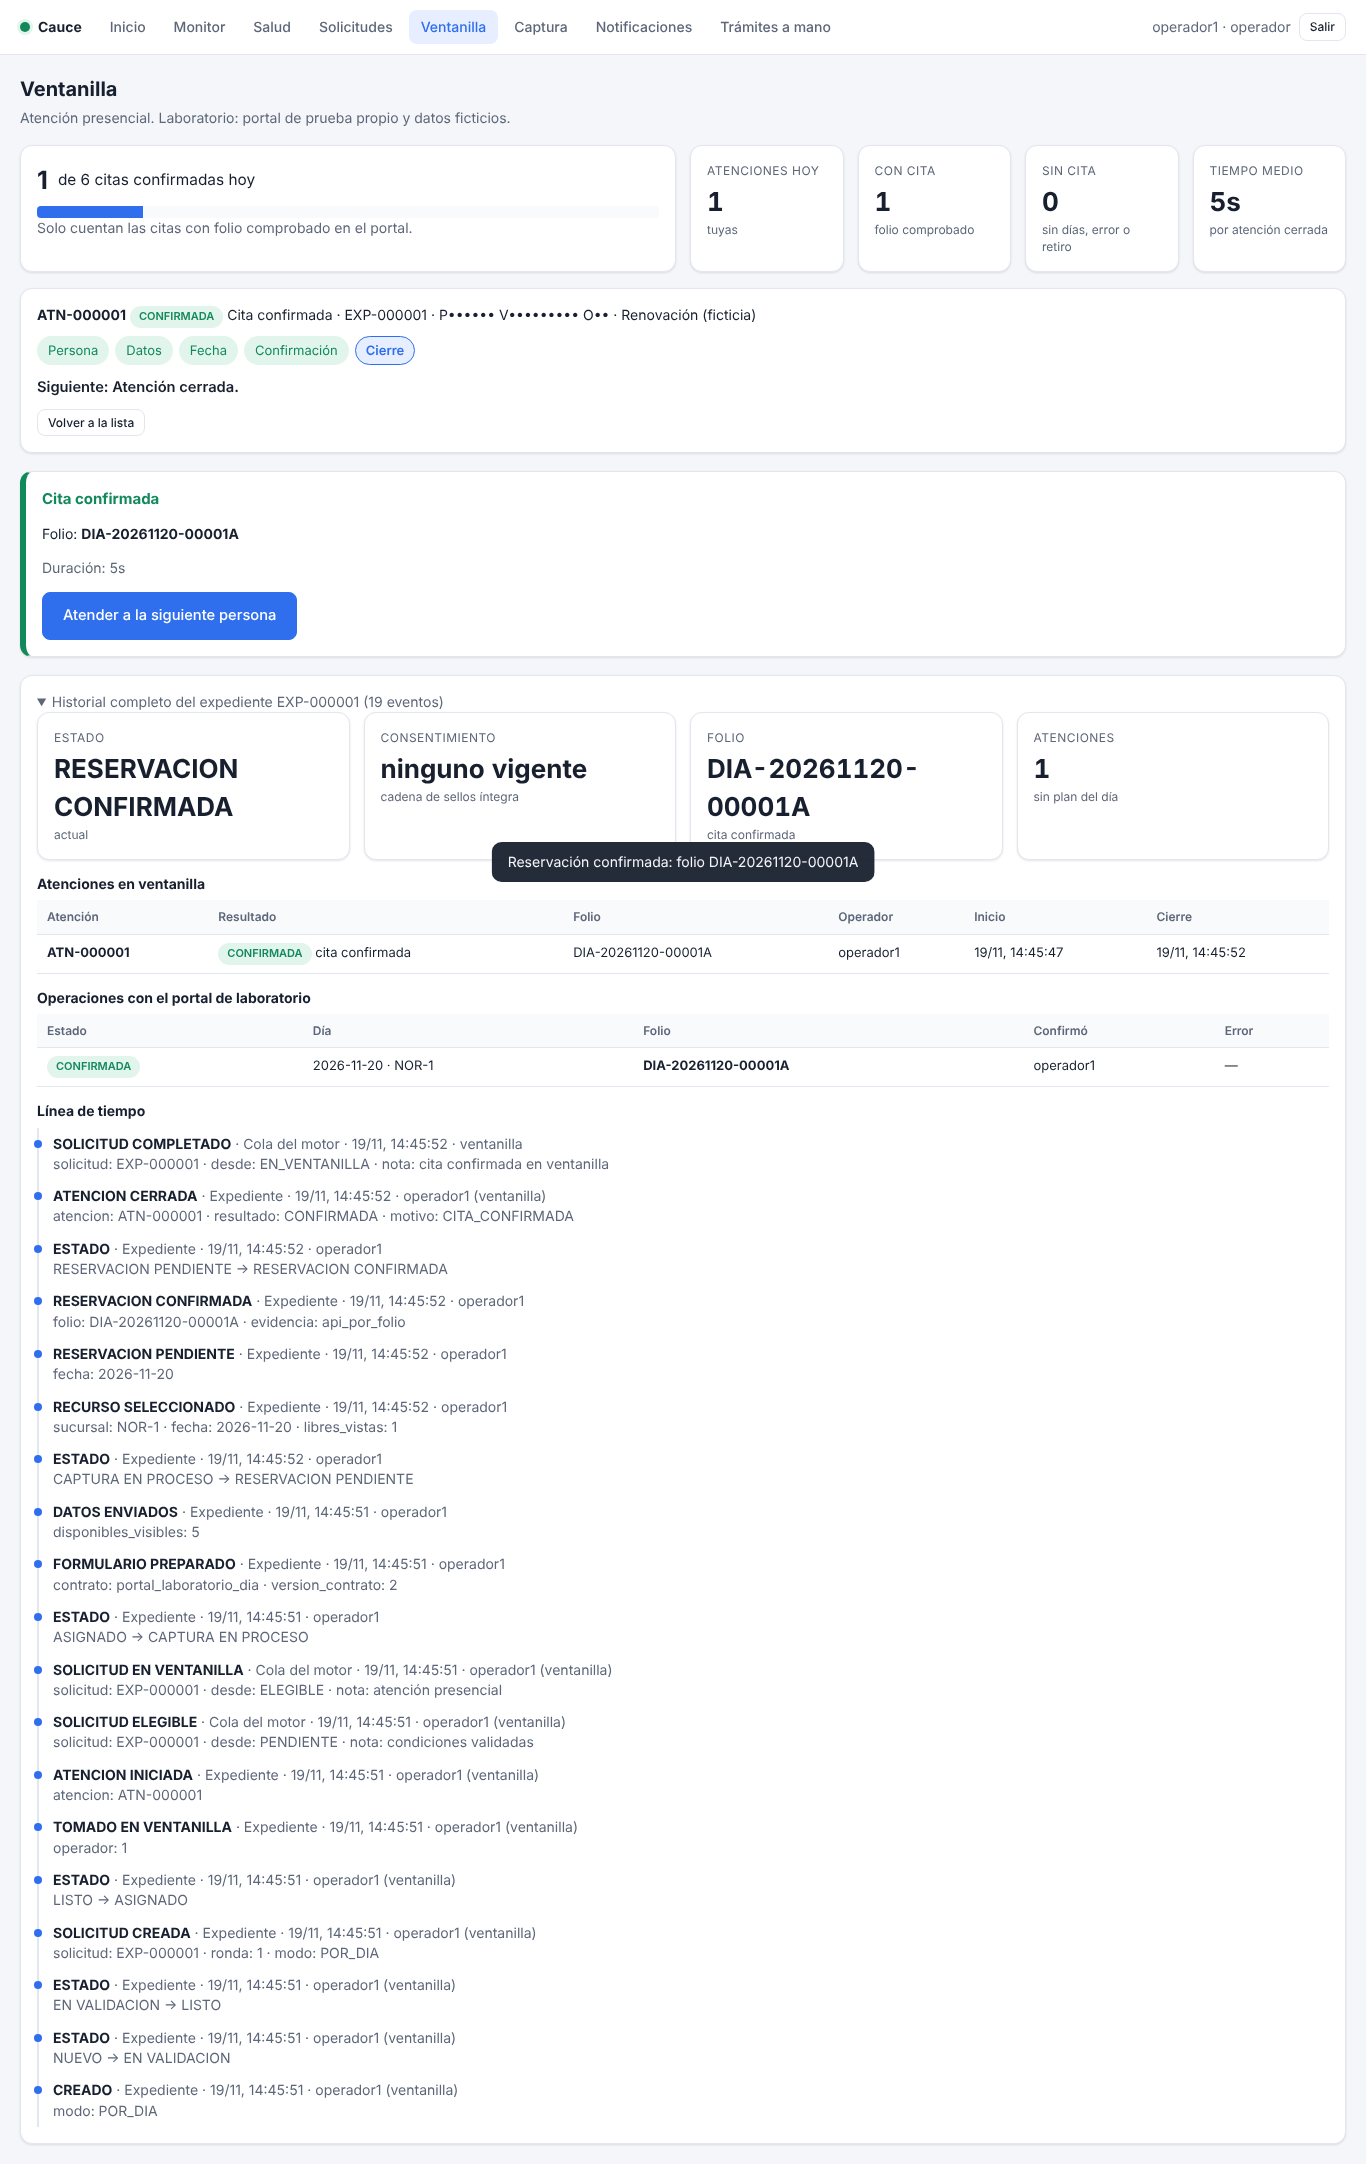 Cauce Inicio Monitor Salud Solicitudes Ventanilla Captura Notificaciones Trámites a mano operador1 · operador Salir
Ventanilla
Atención presencial. Laboratorio: portal de prueba propio y datos ficticios.
1 de 6 citas confirmadas hoy
Solo cuentan las citas con folio comprobado en el portal.
ATENCIONES HOY
1
tuyas
CON CITA
1
folio comprobado
SIN CITA
0
sin días, error o
retiro
TIEMPO MEDIO
5s
por atención cerrada
ATN-000001 CONFIRMADA Cita confirmada · EXP-000001 · P•••••• V••••••••• O•• · Renovación (ficticia)
Persona Datos Fecha Confirmación Cierre
Siguiente: Atención cerrada.
Volver a la lista
Cita confirmada
Folio: DIA-20261120-00001A
Duración: 5s
Atender a la siguiente persona
▼ Historial completo del expediente EXP-000001 (19 eventos)
ESTADO
RESERVACION
CONFIRMADA
actual
CONSENTIMIENTO
ninguno vigente
cadena de sellos íntegra
FOLIO
DIA-20261120-
00001A
cita confirmada
ATENCIONES
1
sin plan del día
Reservación confirmada: folio DIA-20261120-00001A
Atenciones en ventanilla
Atención Resultado Folio Operador Inicio Cierre
ATN-000001 CONFIRMADA cita confirmada DIA-20261120-00001A operador1 19/11, 14:45:47 19/11, 14:45:52
Operaciones con el portal de laboratorio
Estado Día Folio Confirmó Error
CONFIRMADA 2026-11-20 · NOR-1 DIA-20261120-00001A operador1 —
Línea de tiempo
SOLICITUD COMPLETADO · Cola del motor · 19/11, 14:45:52 · ventanilla
solicitud: EXP-000001 · desde: EN_VENTANILLA · nota: cita confirmada en ventanilla
ATENCION CERRADA · Expediente · 19/11, 14:45:52 · operador1 (ventanilla)
atencion: ATN-000001 · resultado: CONFIRMADA · motivo: CITA_CONFIRMADA
ESTADO · Expediente · 19/11, 14:45:52 · operador1
RESERVACION PENDIENTE → RESERVACION CONFIRMADA
RESERVACION CONFIRMADA · Expediente · 19/11, 14:45:52 · operador1
folio: DIA-20261120-00001A · evidencia: api_por_folio
RESERVACION PENDIENTE · Expediente · 19/11, 14:45:52 · operador1
fecha: 2026-11-20
RECURSO SELECCIONADO · Expediente · 19/11, 14:45:52 · operador1
sucursal: NOR-1 · fecha: 2026-11-20 · libres_vistas: 1
ESTADO · Expediente · 19/11, 14:45:52 · operador1
CAPTURA EN PROCESO → RESERVACION PENDIENTE
DATOS ENVIADOS · Expediente · 19/11, 14:45:51 · operador1
disponibles_visibles: 5
FORMULARIO PREPARADO · Expediente · 19/11, 14:45:51 · operador1
contrato: portal_laboratorio_dia · version_contrato: 2
ESTADO · Expediente · 19/11, 14:45:51 · operador1
ASIGNADO → CAPTURA EN PROCESO
SOLICITUD EN VENTANILLA · Cola del motor · 19/11, 14:45:51 · operador1 (ventanilla)
solicitud: EXP-000001 · desde: ELEGIBLE · nota: atención presencial
SOLICITUD ELEGIBLE · Cola del motor · 19/11, 14:45:51 · operador1 (ventanilla)
solicitud: EXP-000001 · desde: PENDIENTE · nota: condiciones validadas
ATENCION INICIADA · Expediente · 19/11, 14:45:51 · operador1 (ventanilla)
atencion: ATN-000001
TOMADO EN VENTANILLA · Expediente · 19/11, 14:45:51 · operador1 (ventanilla)
operador: 1
ESTADO · Expediente · 19/11, 14:45:51 · operador1 (ventanilla)
LISTO → ASIGNADO
SOLICITUD CREADA · Expediente · 19/11, 14:45:51 · operador1 (ventanilla)
solicitud: EXP-000001 · ronda: 1 · modo: POR_DIA
ESTADO · Expediente · 19/11, 14:45:51 · operador1 (ventanilla)
EN VALIDACION → LISTO
ESTADO · Expediente · 19/11, 14:45:51 · operador1 (ventanilla)
NUEVO → EN VALIDACION
CREADO · Expediente · 19/11, 14:45:51 · operador1 (ventanilla)
modo: POR_DIA